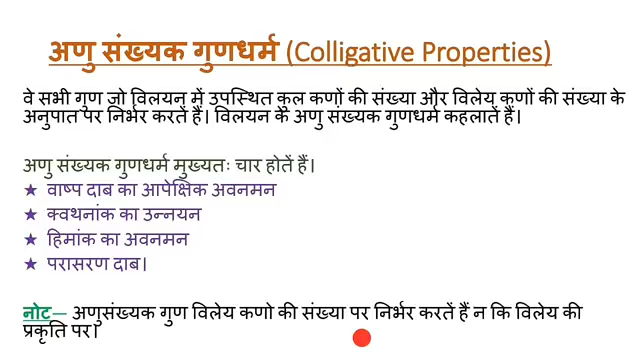 अणु संख्यक गुणधर्म (Colligative Properties)
वे सभी गुण जो विलयन में उपस्थित कुल कणों की संख्या और विलेय कणों की संख्या के
अनुपात पर निर्भर करतें हैं। विलयन के अणु संख्यक गुणधर्म कहलातें हैं।
अणु संख्यक गुणधर्म मुख्यतः चार होतें हैं।
★ वाष्प दाब का आपेक्षिक अवनमन
★ क्वथनांक का उन्नयन
★ हिमांक का अवनमन
★ परासरण दाब।
नोट— अणुसंख्यक गुण विलेय कणो की संख्या पर निर्भर करतें हैं न कि विलेय की
प्रकृति पर।